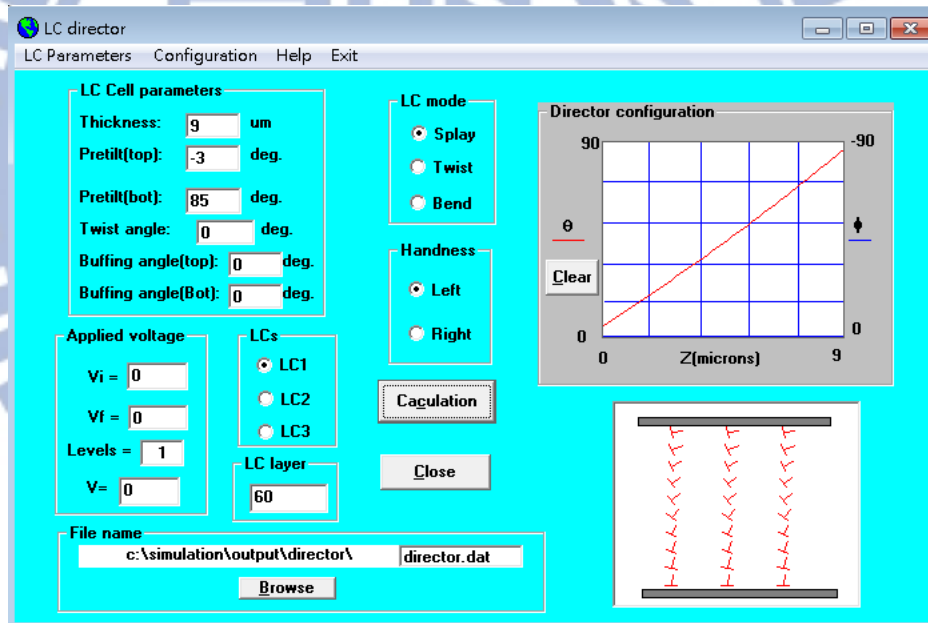 LC director
LC Parameters Configuration Help Exit
LC Cell parameters
Thickness: 9 um
Pretilt(top): -3 deg.
Pretilt(bot): 85 deg.
Twist angle: 0 deg.
Buffing angle(top): 0 deg.
Buffing angle(Bot): 0 deg.
LC mode
Splay
Twist
Bend
Handness
Left
Right
Director configuration
90 -90
θ ϕ
Clear
0 0
0 Z(microns) 9
Applied voltage
Vi = 0
Vf = 0
Levels = 1
V= 0
LCs
LC1
LC2
LC3
LC layer
60
Caculation
Close
File name
c:\simulation\output\director\ director.dat
Browse